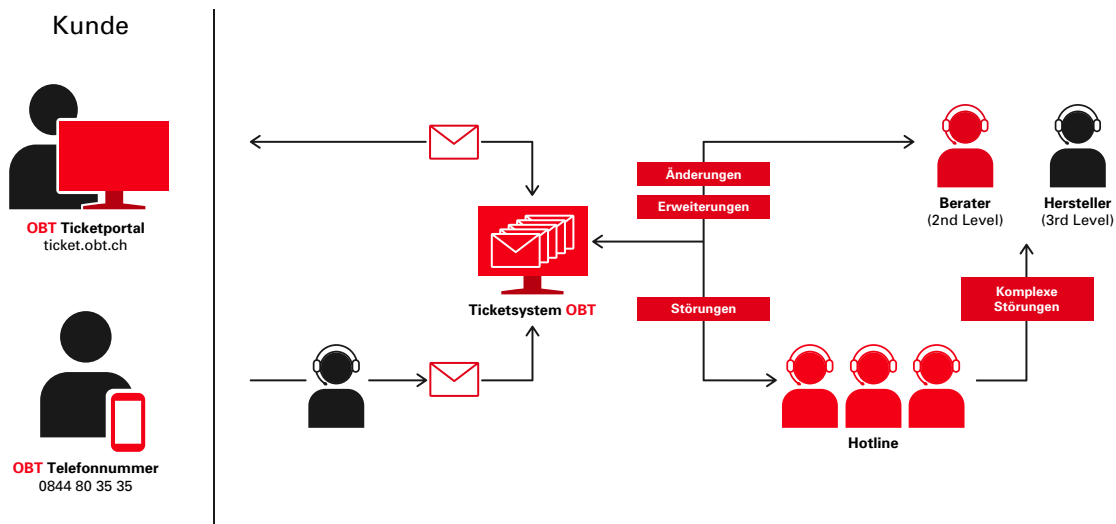 Kunde
OBT Ticketportal
ticket.obt.ch
OBT Telefonnummer
0844 80 35 35
Ticketsystem OBT
Änderungen
Erweiterungen
Störungen
Berater
(2nd Level)
Hersteller
(3rd Level)
Komplexe
Störungen
Hotline